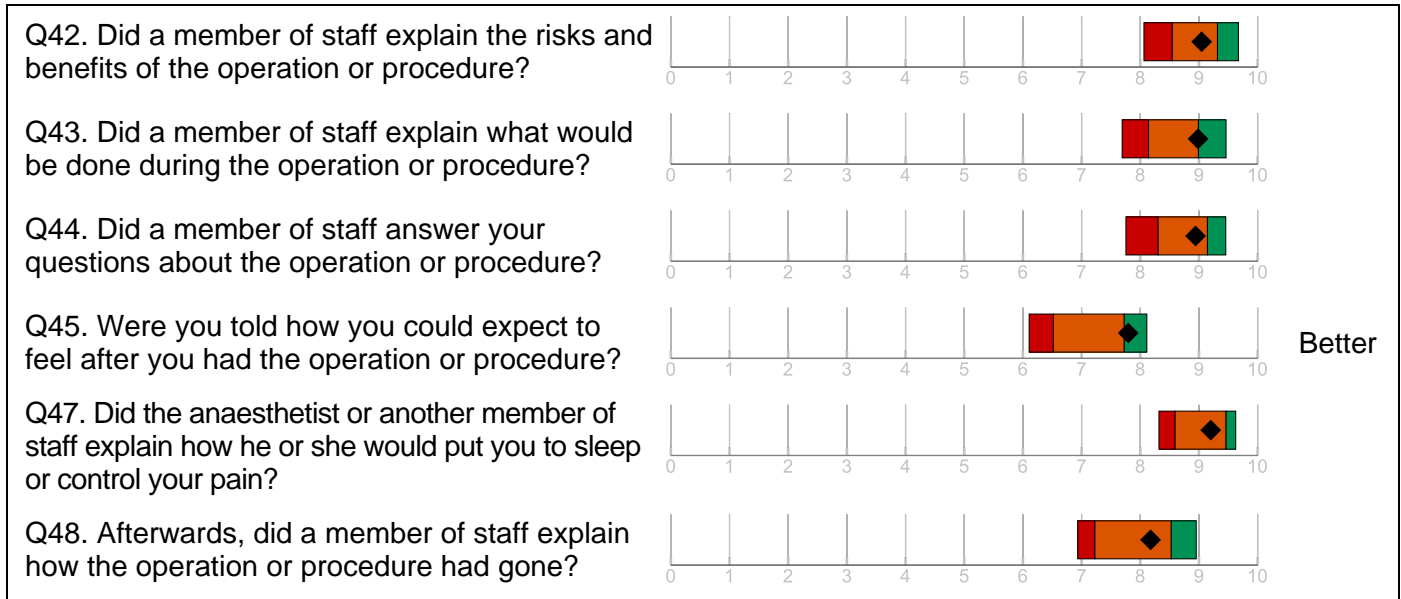 Q42. Did a member of staff explain the risks and
benefits of the operation or procedure?
0 1 2 3 4 5 6 7 8 9 10
Q43. Did a member of staff explain what would
be done during the operation or procedure?
0 1 2 3 4 5 6 7 8 9 10
Q44. Did a member of staff answer your
questions about the operation or procedure?
0 1 2 3 4 5 6 7 8 9 10
Q45. Were you told how you could expect to
feel after you had the operation or procedure?
0 1 2 3 4 5 6 7 8 9 10
Better
Q47. Did the anaesthetist or another member of
staff explain how he or she would put you to sleep
or control your pain?
0 1 2 3 4 5 6 7 8 9 10
Q48. Afterwards, did a member of staff explain
how the operation or procedure had gone?
0 1 2 3 4 5 6 7 8 9 10